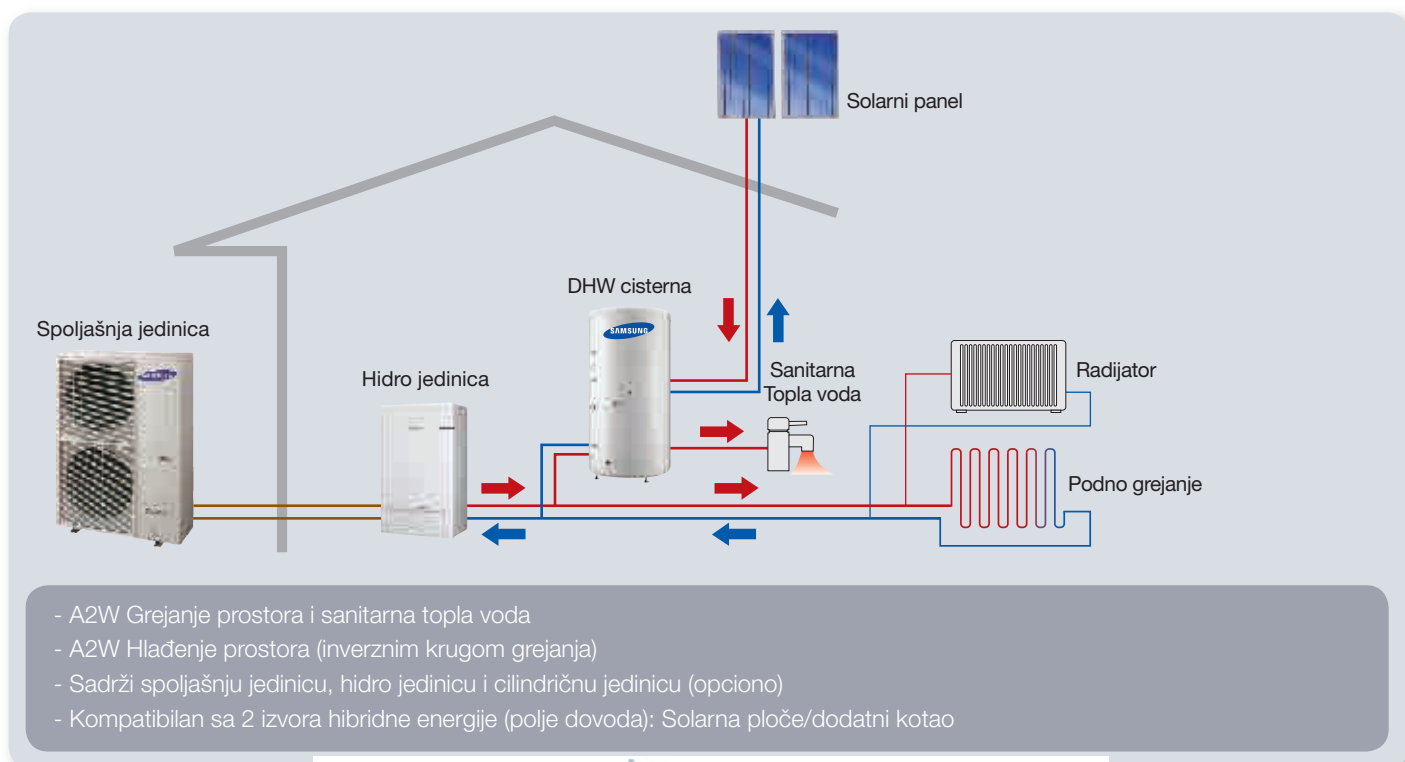 Solarni panel
DHW cisterna
SAMSUNG
Spoljašnja jedinica
Hidro jedinica
Sanitarna
Topla voda
Radijator
Podno grejanje
- A2W Grejanje prostora i sanitarna topla voda
- A2W Hlađenje prostora (inverznim krugom grejanja)
- Sadrži spoljašnju jedinicu, hidro jedinicu i cilindričnu jedinicu (opciono)
- Kompatibilan sa 2 izvora hibridne energije (polje dovoda): Solarna ploče/dodatni kotao